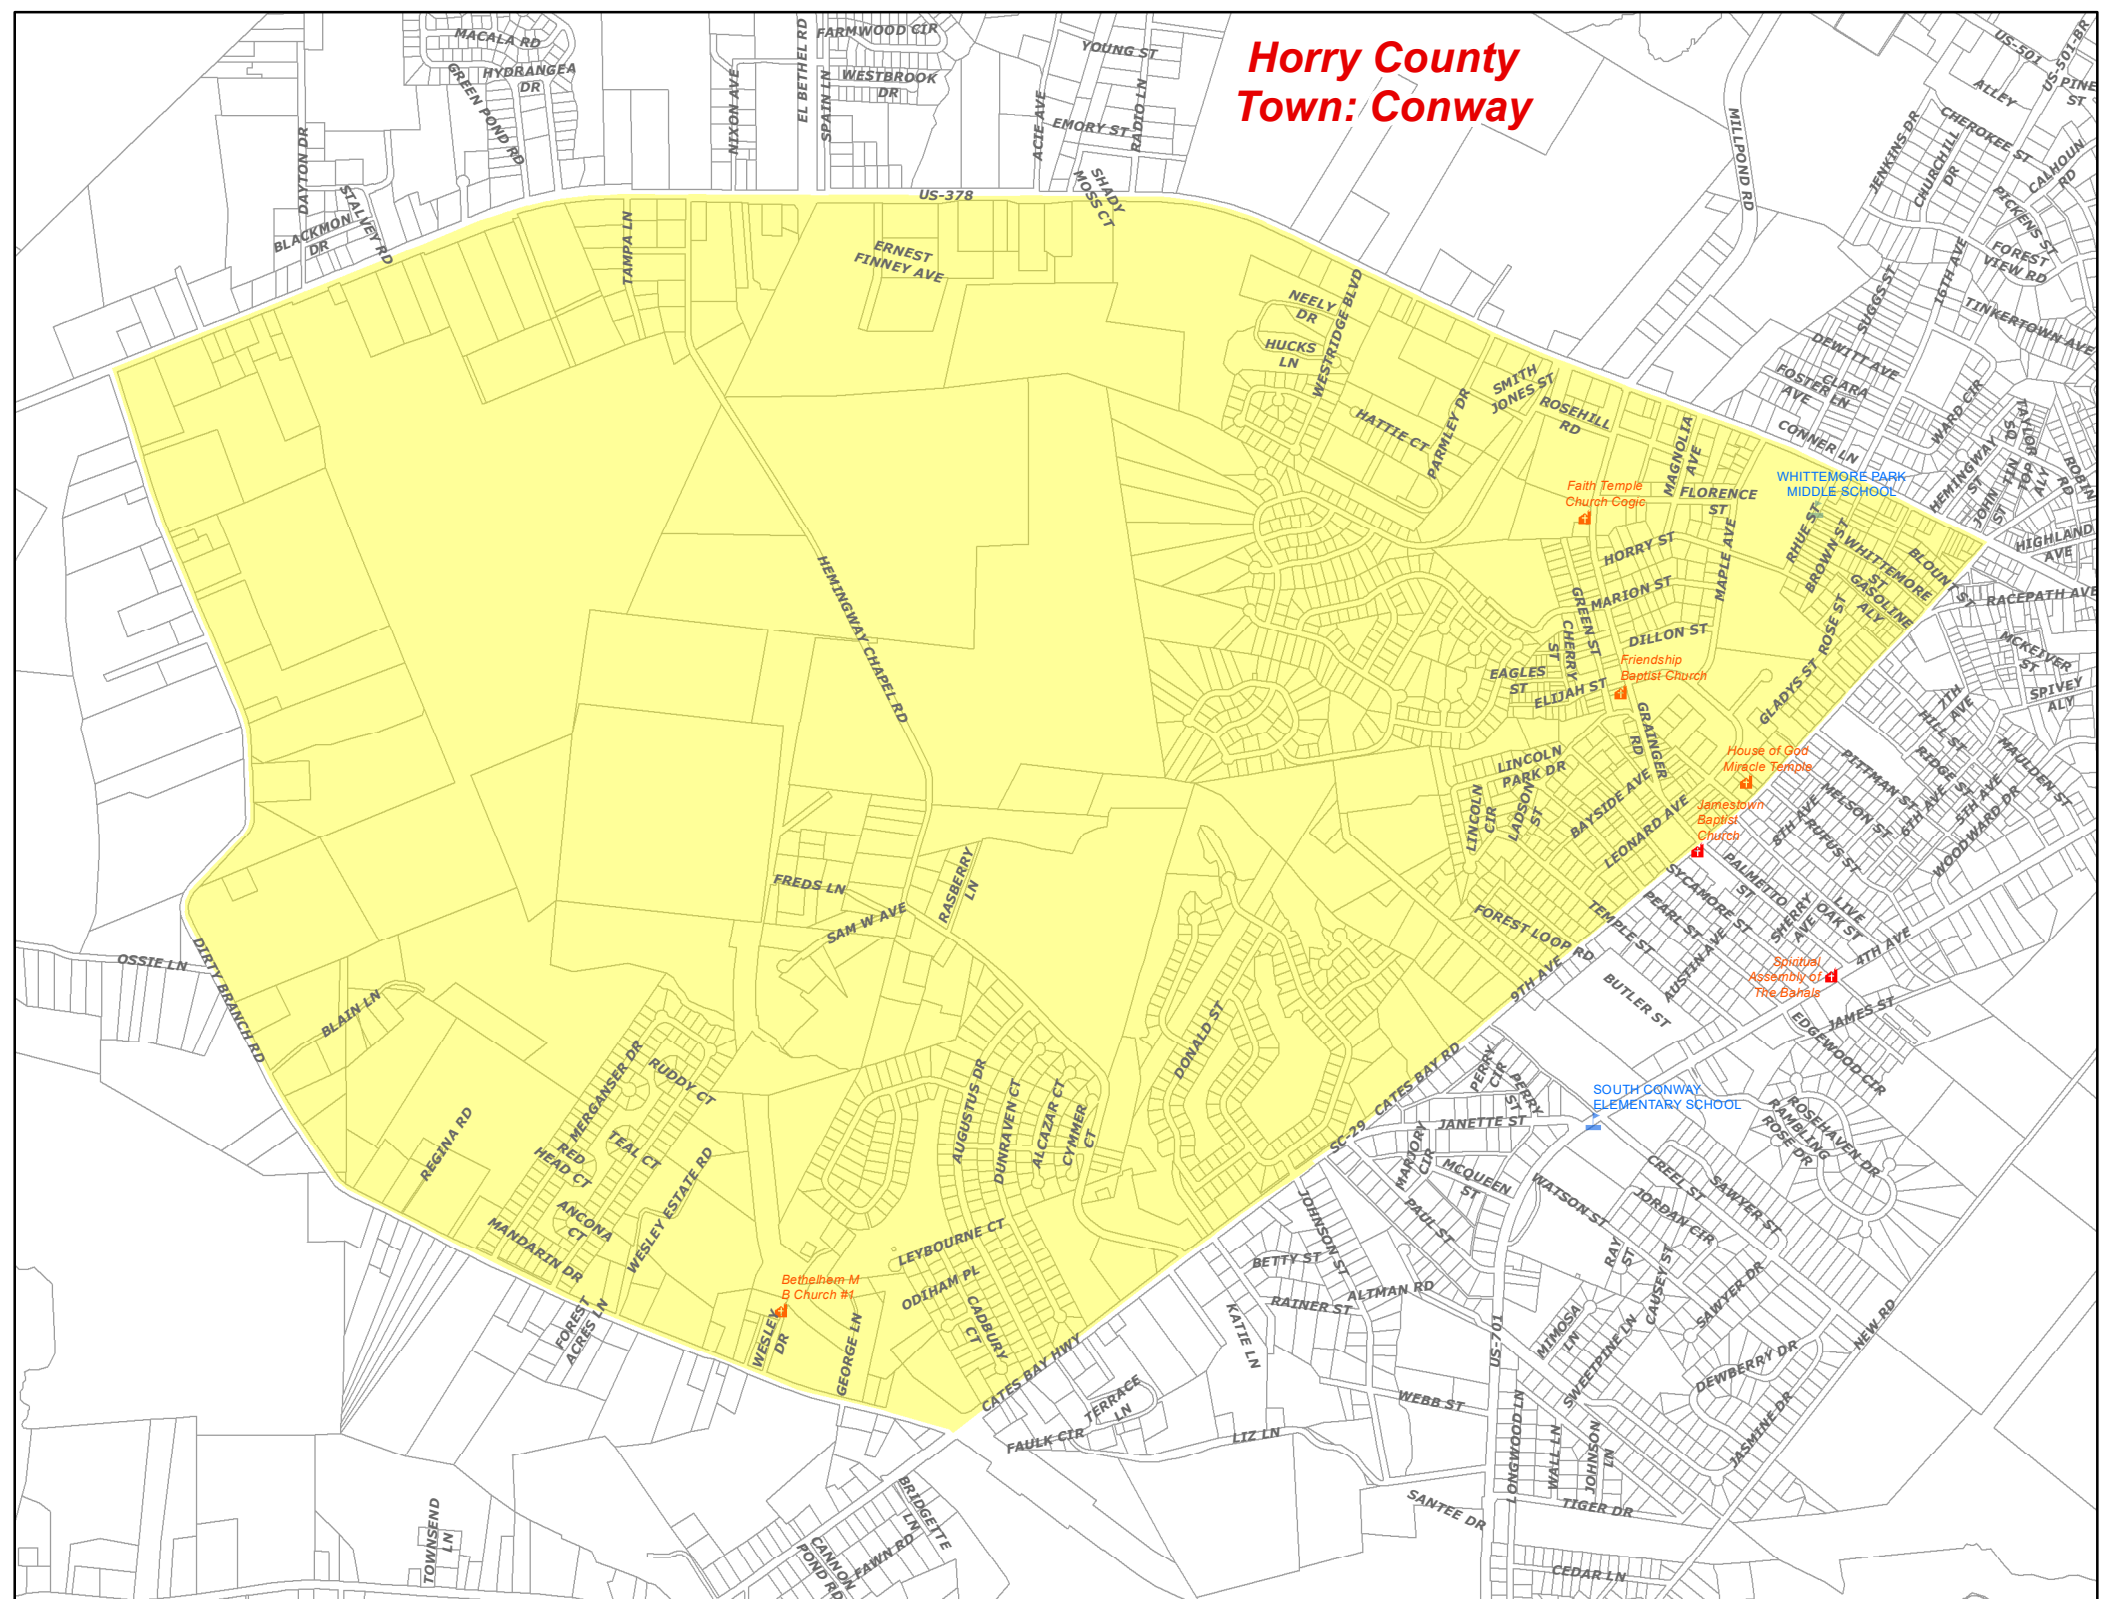 Horry County
Town: Conway
MACALA RD
HYDRANGEA
DR
GREEN POND RD
DAYTON DR
STALVEY RD
BLACKMON
DR
NIXON AVE
EL BETHEL RD
SPAIN LN
FARMWOOD CIR
WESTBROOK
DR
YOUNG ST
ACIE AVE
EMORY ST
RADIO LN
SHADY
MOSS CT
US-378
MILLPOND RD
US-501
US-501-BR
ALLEY
PINE
ST
JENKINS DR
CHURCHILL
DR
CHEROKEE ST
CALHOUN
RD
PICKENS ST
FOREST
VIEW RD
16TH AVE
SUGGS ST
TINKERTOWN AVE
DEWITT AVE
CLARA
LN
FOSTER
AVE
WARD CIR
CONNER LN
TAYLOR
SQ
HEMINGWAY
ST
JOHN
ST
TIN
TOP
ALY
ROBIN
RD
HIGHLAND
AVE
TAMPA LN
ERNEST
FINNEY AVE
NEELY
DR
HUCKS
LN
WESTRIDGE BLVD
HATTIE CT
PARMLEY DR
SMITH
JONES ST
ROSEHILL
RD
MAGNOLIA
AVE
FLORENCE
ST
WHITTEMORE PARK
MIDDLE SCHOOL
Faith Temple
Church Cogic
RHUE ST
BROWN ST
WHITTEMORE
ST
BLOUNT ST
GASOLINE
ALY
RACEPATH AVE
HORRY ST
MAPLE AVE
MARION ST
GREEN ST
CHERRY
ST
DILLON ST
ROSE ST
GLADYS ST
MCKEIVER
ST
SPIVEY
ALY
EAGLES
ST
ELIJAH ST
Friendship
Baptist Church
GRAINGER
RD
HEMINGWAY CHAPEL RD
7TH
AVE
HILL ST
RIDGE ST
MAULDEN ST
PITTMAN ST
MELSON ST
6TH AVE
5TH AVE
8TH AVE
RUFUS ST
WOODWARD DR
House of God
Miracle Temple
LINCOLN
PARK DR
LINCOLN
CIR
LADSON
ST
BAYSIDE AVE
LEONARD AVE
Jamestown
Baptist
Church
PALMETTO
ST
SYCAMORE ST
PEARL ST
SHERRY
AVE
LIVE
OAK ST
4TH AVE
AUSTIN AVE
TEMPLE ST
FOREST LOOP RD
9TH AVE
BUTLER ST
Spiritual
Assembly of
The Bahals
JAMES ST
EDGEWOOD CIR
FREDS LN
SAM W AVE
RASBERRY
LN
OSSIE LN
DIRTY BRANCH RD
BLAIN LN
DONALD ST
CATES BAY RD
PERRY
CIR
PERRY
ST
SOUTH CONWAY
ELEMENTARY SCHOOL
ROSEHAVEN DR
RAMBLING
ROSE DR
MERGANSER DR
RUDDY CT
TEAL CT
RED
HEAD CT
ANCONA
CT
REGINA RD
MANDARIN DR
WESLEY ESTATE RD
AUGUSTUS DR
DUNRAVEN CT
ALCAZAR CT
CYMMER
CT
SC-29
JANETTE ST
MARJORY
CIR
MCQUEEN
ST
PAUL ST
WATSON ST
CREEL ST
SAWYER ST
JORDAN CIR
RAY
ST
CAUSEY ST
SAWYER DR
JOHNSON ST
BETTY ST
RAINER ST
ALTMAN RD
LEYBOURNE CT
ODIHAM PL
CADBURY
CT
Bethelhem M
B Church #1
WESLEY
DR
GEORGE LN
FOREST
ACRES LN
CATES BAY HWY
KATIE LN
US-701
MIMOSA
LN
SWEETPINE LN
DEWBERRY DR
NEW RD
JASMINE DR
TERRACE
LN
FAULK CIR
LIZ LN
WEBB ST
LONGWOOD LN
WALL LN
JOHNSON
LN
SANTEE DR
TIGER DR
CEDAR LN
TOWNSEND
LN
BRIDGETTE
LN
CANNON
POND RD
FAWN RD